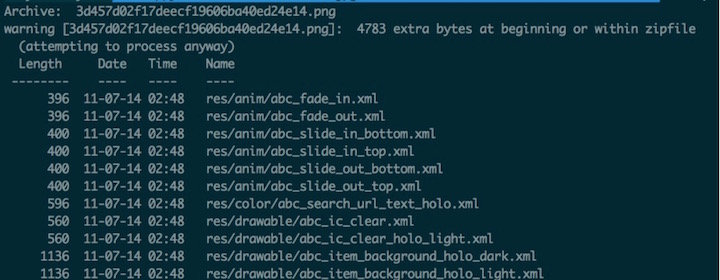 Archive:  3d457d02f17deecf19606ba40ed24e14.png
warning [3d457d02f17deecf19606ba40ed24e14.png]:  4783 extra bytes at beginning or within zipfile
  (attempting to process anyway)
  Length     Date   Time    Name
 --------    ----   ----    ----
      396  11-07-14 02:48   res/anim/abc_fade_in.xml
      396  11-07-14 02:48   res/anim/abc_fade_out.xml
      400  11-07-14 02:48   res/anim/abc_slide_in_bottom.xml
      400  11-07-14 02:48   res/anim/abc_slide_in_top.xml
      400  11-07-14 02:48   res/anim/abc_slide_out_bottom.xml
      400  11-07-14 02:48   res/anim/abc_slide_out_top.xml
      596  11-07-14 02:48   res/color/abc_search_url_text_holo.xml
      560  11-07-14 02:48   res/drawable/abc_ic_clear.xml
      560  11-07-14 02:48   res/drawable/abc_ic_clear_holo_light.xml
     1136  11-07-14 02:48   res/drawable/abc_item_background_holo_dark.xml
     1136  11-07-14 02:48   res/drawable/abc_item_background_holo_light.xml